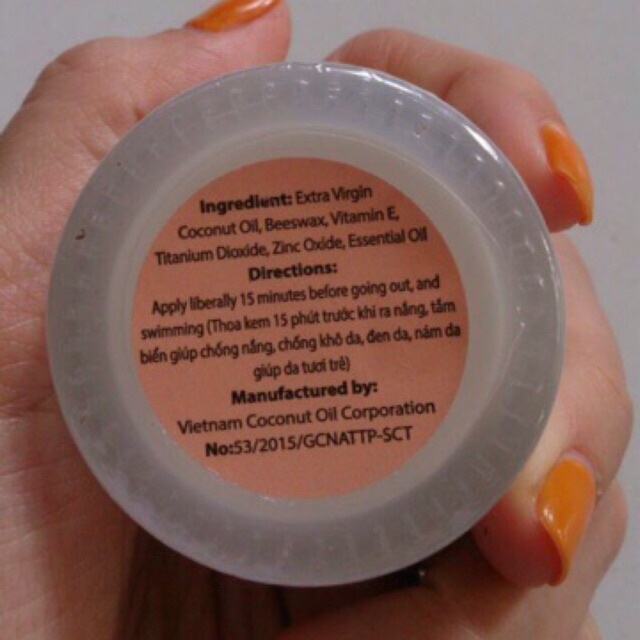 Ingredient: Extra Virgin
Coconut Oil, Beeswax, Vitamin E,
Titanium Dioxide, Zinc Oxide, Essential Oil
Directions:
Apply liberally 15 minutes before going out, and
swimming (Thoa kem 15 phút trước khi ra nắng, tắm
biển giúp chống nắng, chống khô da, đen da, nám da
giúp da tươi trẻ)
Manufactured by:
Vietnam Coconut Oil Corporation
No:53/2015/GCNATTP-SCT